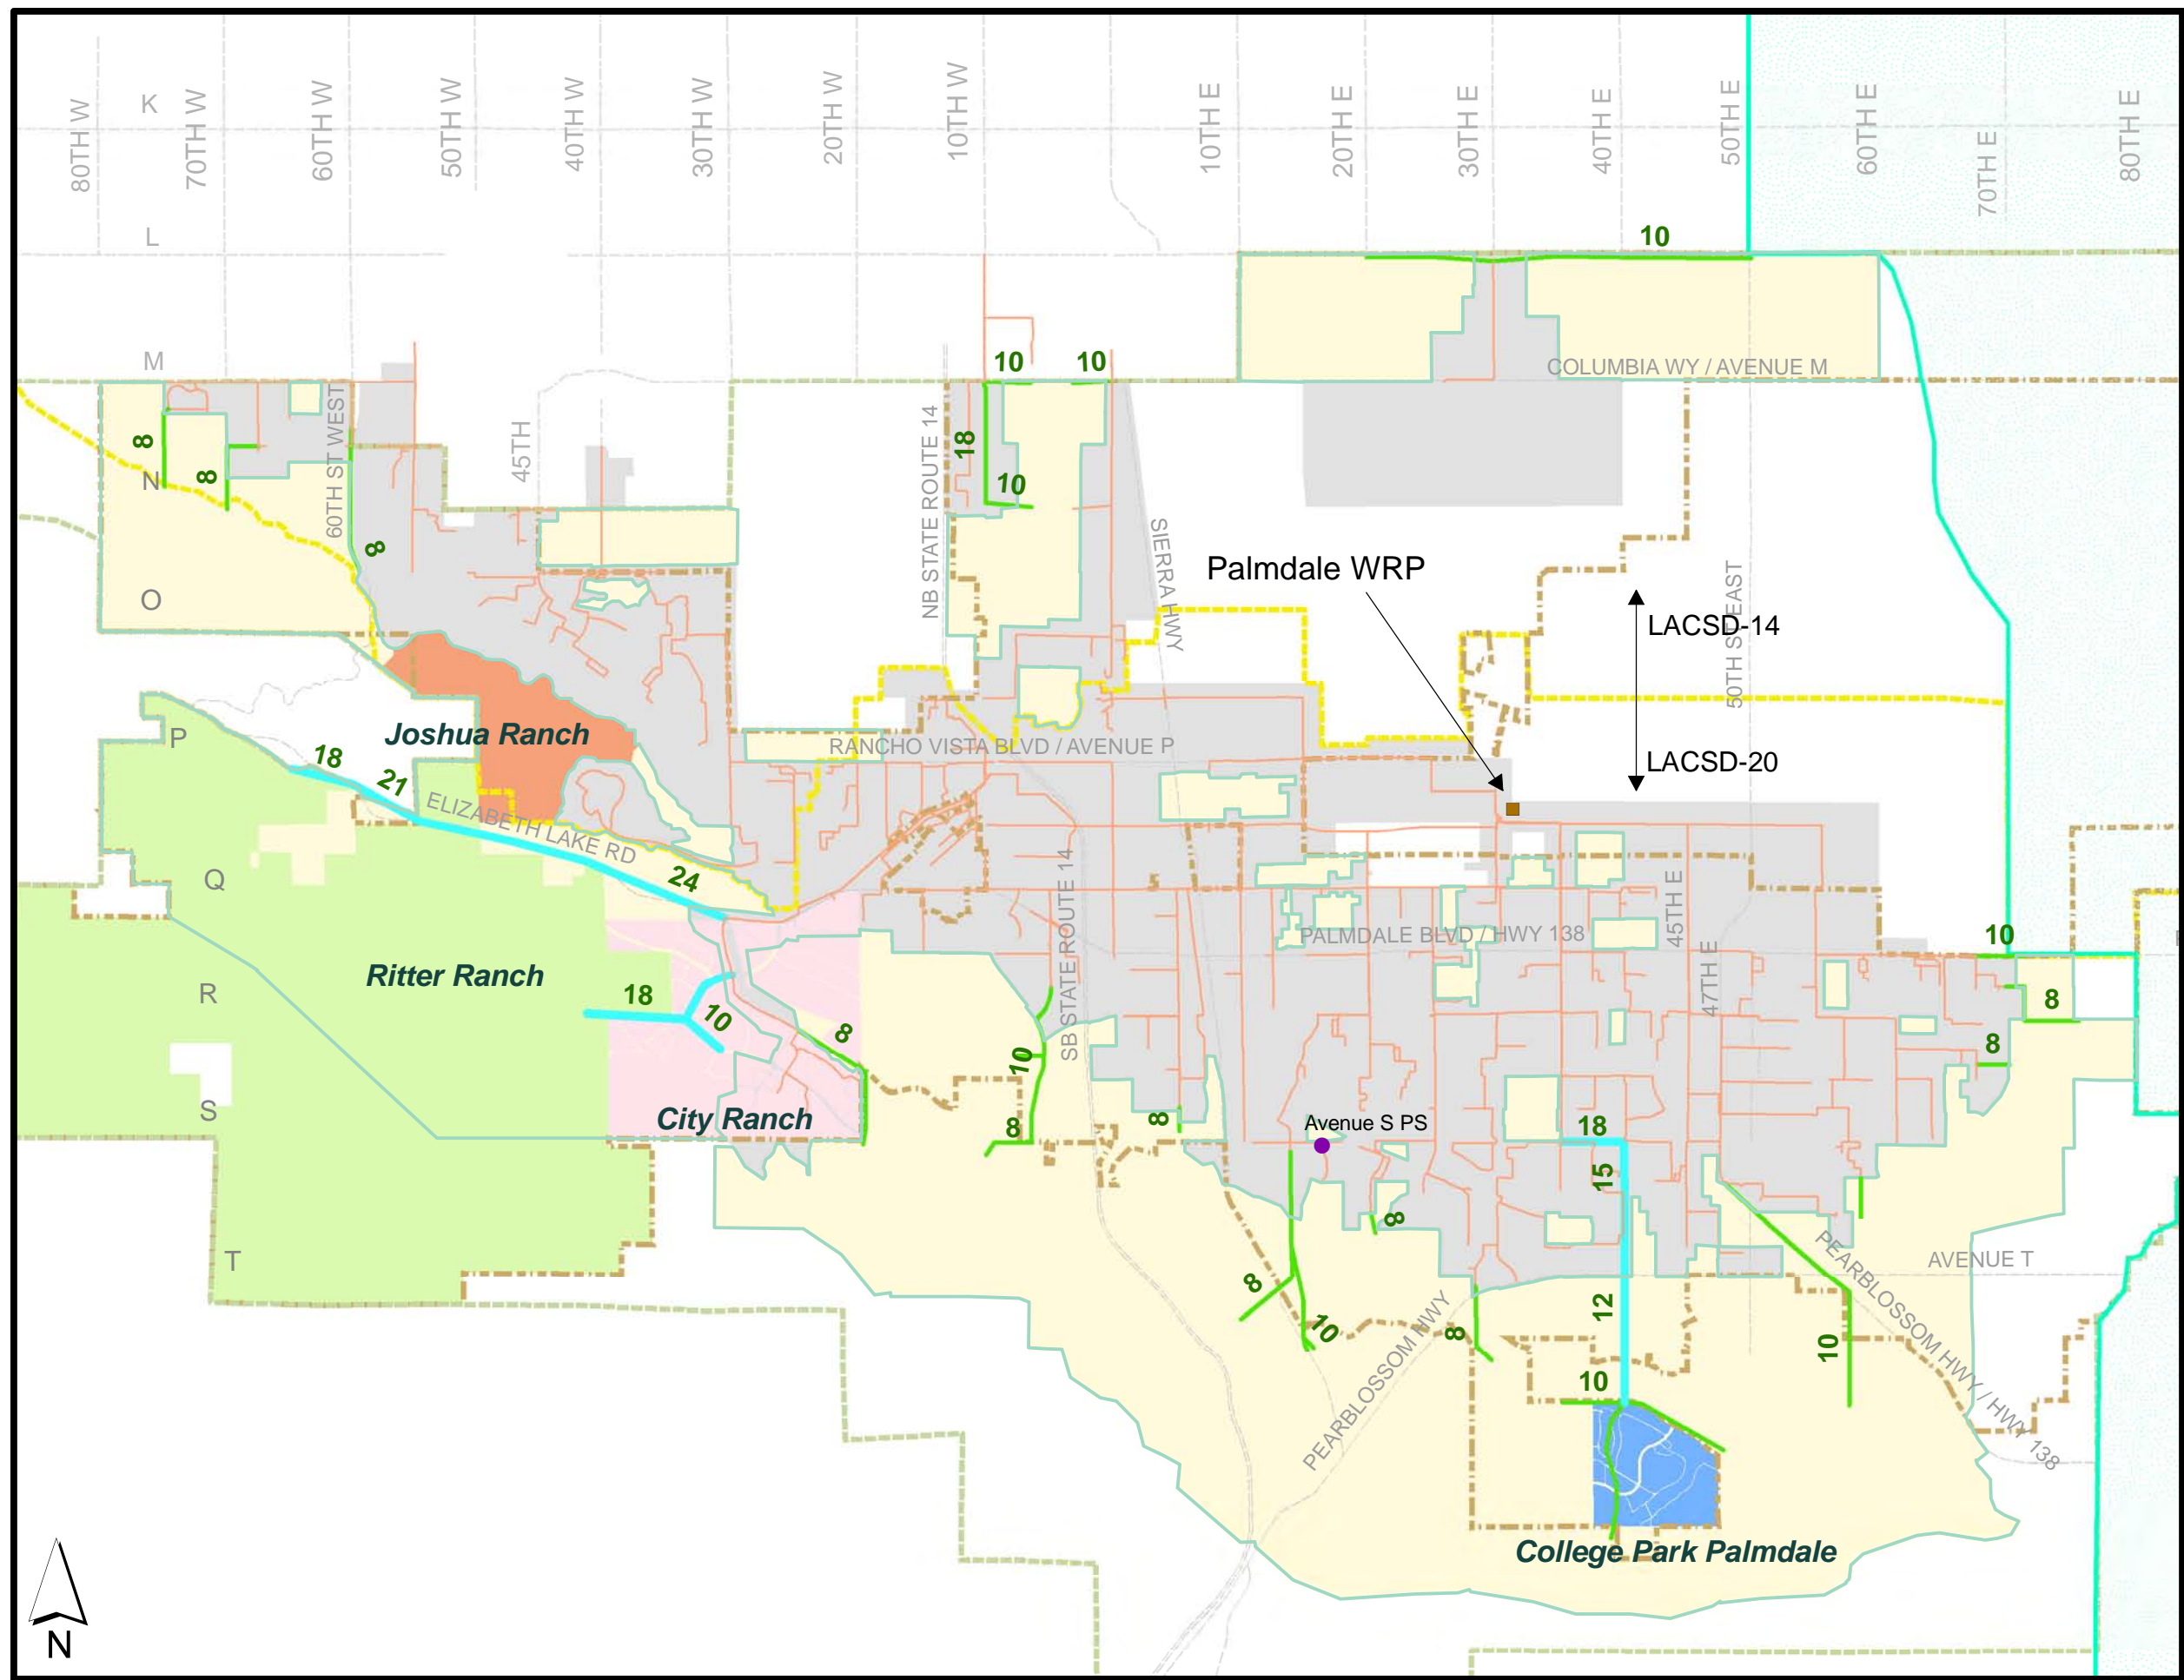 80TH W
70TH W
60TH W
50TH W
40TH W
30TH W
20TH W
10TH W
10TH E
20TH E
30TH E
40TH E
50TH E
60TH E
70TH E
80TH E
K
L
10
M
10
10
COLUMBIA WY / AVENUE M
8
8
N
60TH ST WEST
45TH
NB STATE ROUTE 14
18
10
8
SIERRA HWY
O
Palmdale WRP
LACSD-14
50TH ST EAST
LACSD-20
P
Joshua Ranch
RANCHO VISTA BLVD / AVENUE P
18
21
ELIZABETH LAKE RD
24
Q
SB STATE ROUTE 14
45TH E
PALMDALE BLVD / HWY 138
47TH E
10
Ritter Ranch
R
18
10
8
10
8
8
S
City Ranch
8
8
Avenue S PS
18
15
T
8
8
10
8
12
PEARBLOSSOM HWY
PEARBLOSSOM HWY / HWY 138
AVENUE T
10
10
College Park Palmdale
N